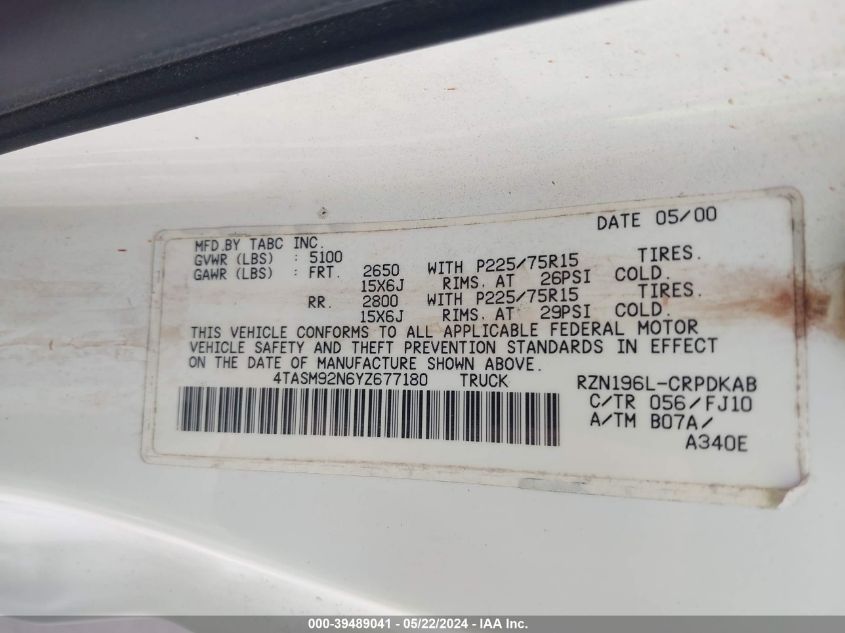 DATE 05/00
MFD.BY TABC INC.
GVWR (LBS) : 5100
GAWR (LBS) : FRT. 2650 WITH P225/75R15 TIRES.
15X6J RIMS. AT 26PSI COLD.
RR. 2800 WITH P225/75R15 TIRES.
15X6J RIMS. AT 29PSI COLD.
THIS VEHICLE CONFORMS TO ALL APPLICABLE FEDERAL MOTOR
VEHICLE SAFETY AND THEFT PREVENTION STANDARDS IN EFFECT
ON THE DATE OF MANUFACTURE SHOWN ABOVE.
4TASM92N6YZ677180 TRUCK RZN196L-CRPDKAB
C/TR 056/FJ10
A/TM B07A/
A340E
000-39489041 - 05/22/2024 - IAAI.COM